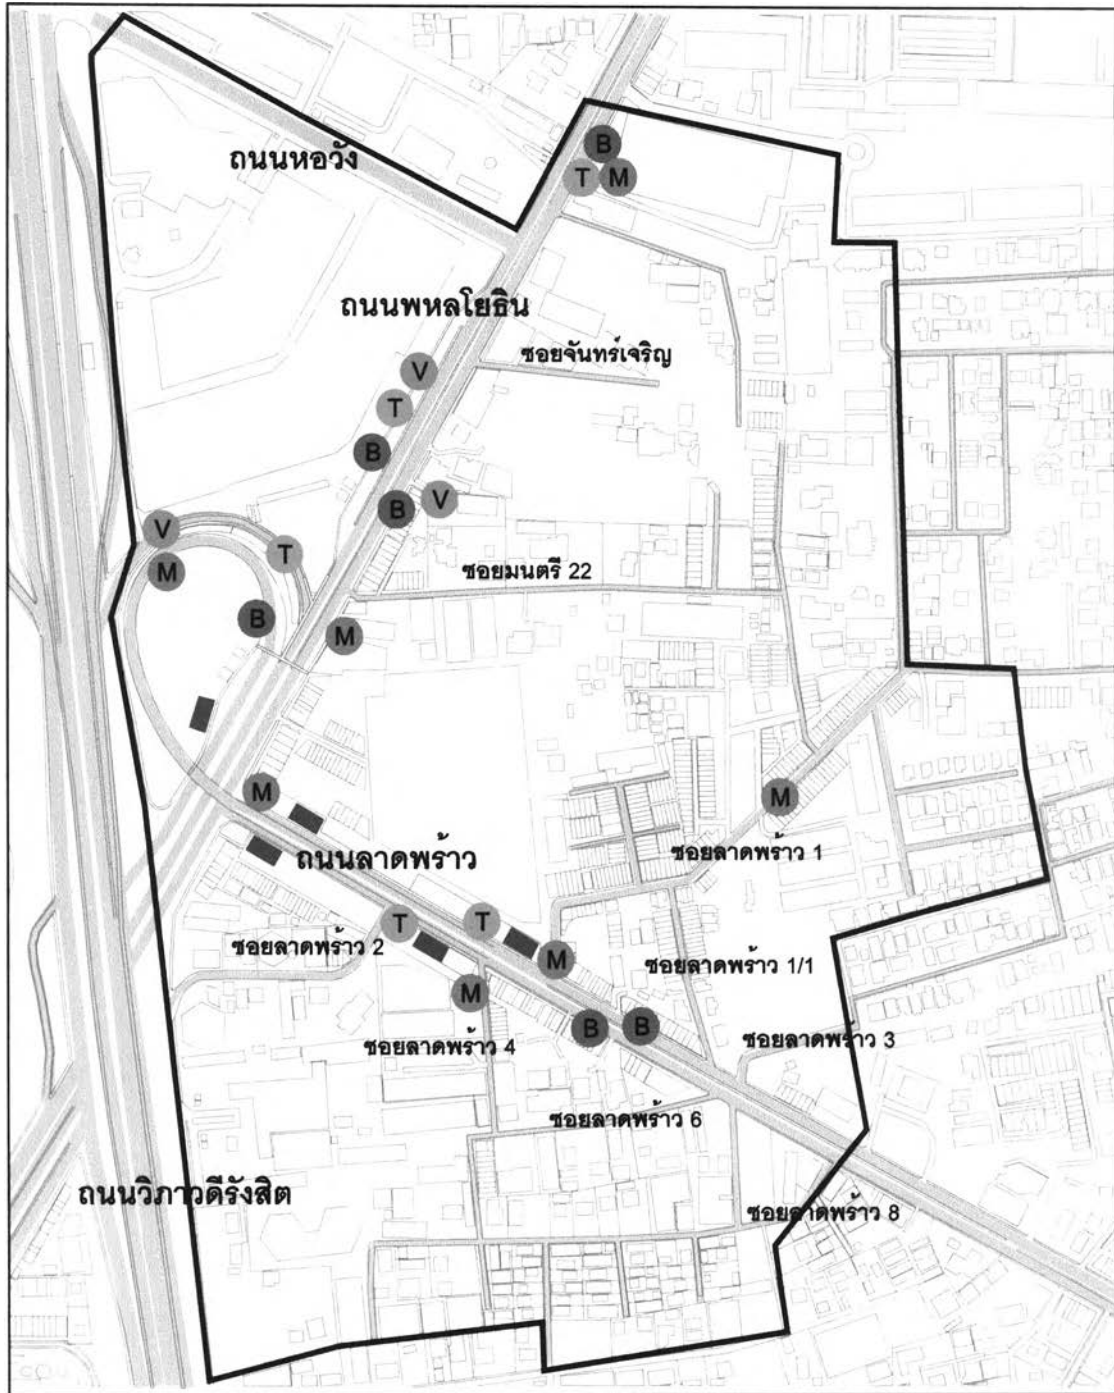 ถนนหอวัง
B
T M
ถนนพหลโยธิน
ซอยจันทร์เจริญ
V
T
B
B V
V
T
M
ซอยมนตรี 22
B
M
M
M
ถนนลาดพร้าว
ซอยลาดพร้าว 1
T T
ซอยลาดพร้าว 2
M
ซอยลาดพร้าว 1/1
M
B B
ซอยลาดพร้าว 4
ซอยลาดพร้าว 3
ซอยลาดพร้าว 6
ถนนวิภาวดีรังสิต
ซอยลาดพร้าว 8